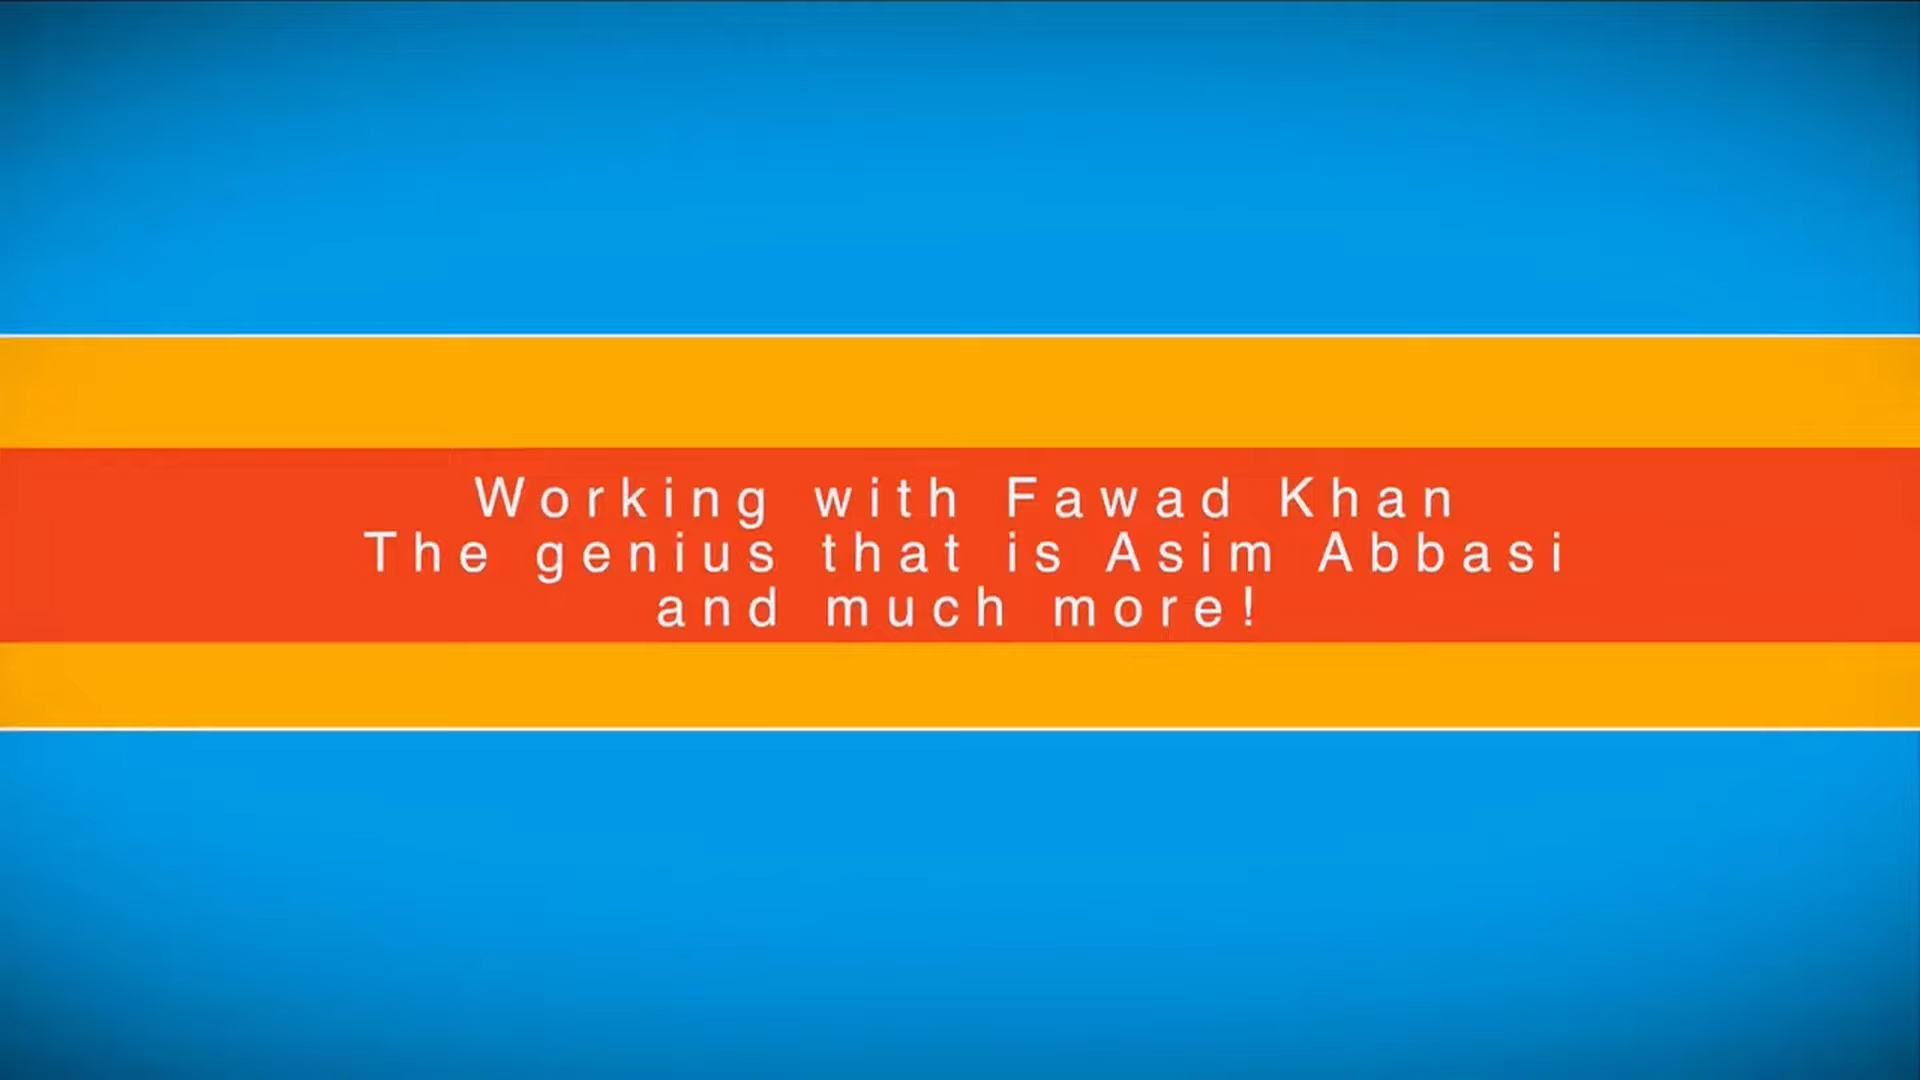 Working with Fawad Khan
The genius that is Asim Abbasi
and much more!